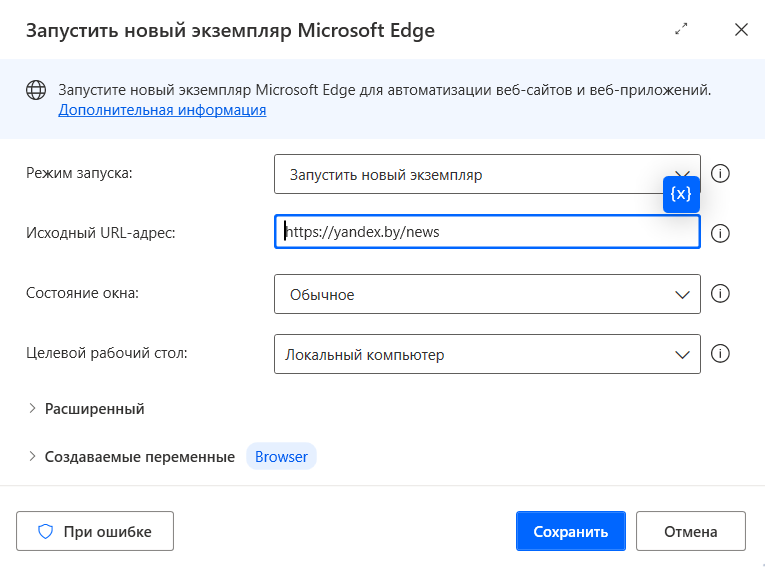 Запустить новый экземпляр Microsoft Edge
Запустите новый экземпляр Microsoft Edge для автоматизации веб-сайтов и веб-приложений.
Дополнительная информация
Режим запуска:
Запустить новый экземпляр
{x}
Исходный URL-адрес:
https://yandex.by/news
Состояние окна:
Обычное
Целевой рабочий стол:
Локальный компьютер
Расширенный
Создаваемые переменные Browser
При ошибке
Сохранить
Отмена